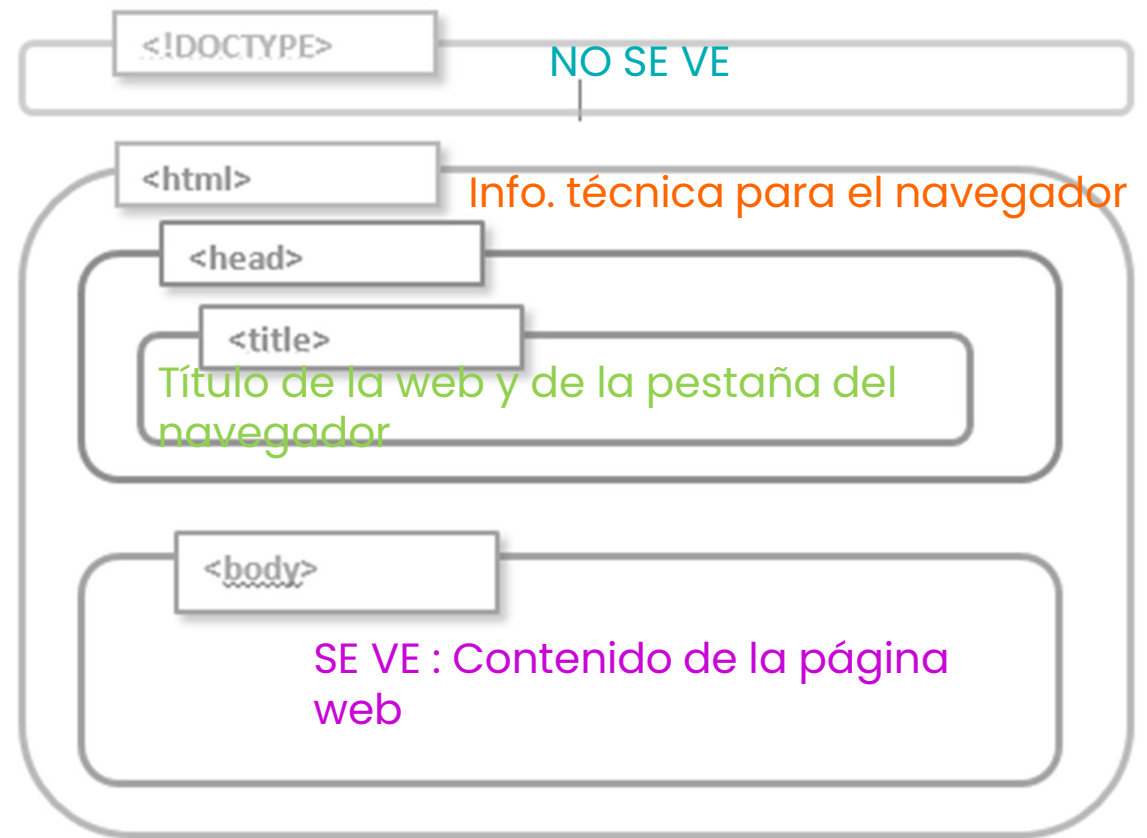 <!DOCTYPE>
NO SE VE
<html>
Info. técnica para el navegador
<head>
<title>
Título de la web y de la pestaña del
navegador
<body>
SE VE : Contenido de la página
web